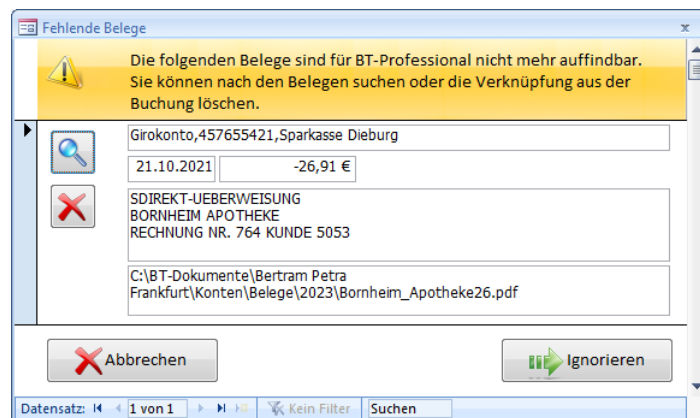 Fehlende Belege
x
Die folgenden Belege sind für BT-Professional nicht mehr auffindbar.
Sie können nach den Belegen suchen oder die Verknüpfung aus der
Buchung löschen.
Girokonto,457655421,Sparkasse Dieburg
21.10.2021 -26,91 €
SDIREKT-UEBERWEISUNG
BORNHEIM APOTHEKE
RECHNUNG NR. 764 KUNDE 5053
C:\BT-Dokumente\Bertram Petra
Frankfurt\Konten\Belege\2023\Bornheim_Apotheke26.pdf
Abbrechen Ignorieren
Datensatz: 1 von 1 Kein Filter Suchen